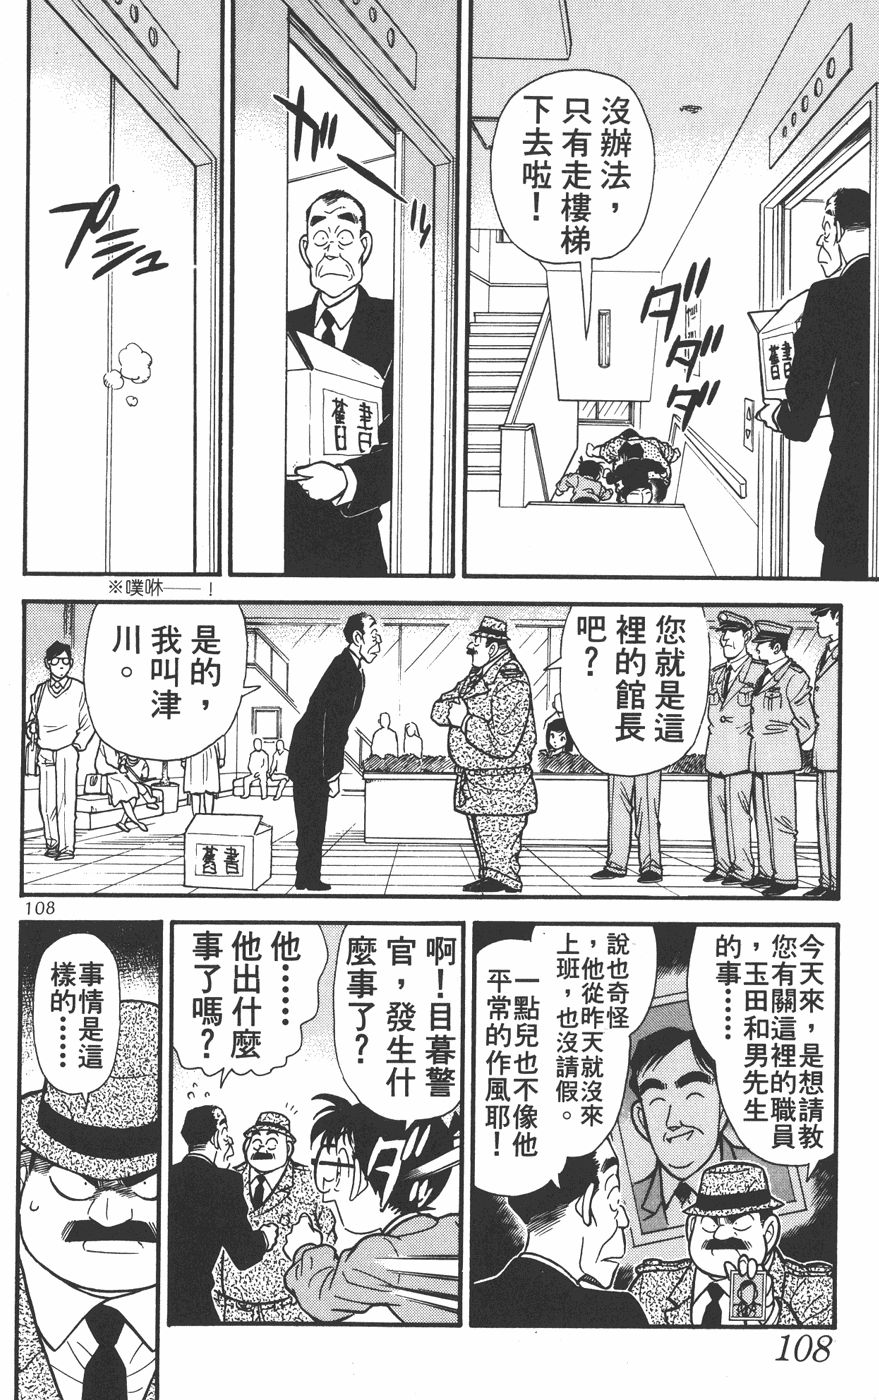 沒辦法，
只有走樓梯
下去啦！
ダダダッ
舊書
ガーッ
舊書
プシュ
※噗咻——！
您就是這
裡的館長
吧？
是的，
我叫津
川。
舊書
108
今天來，是想請教
您有關這裡的職員
，玉田和男先生
的事……
說也奇怪
，他從昨天就沒來
上班，也沒請假。
一點兒也不像他
平常的作風耶！
啊！目暮警
官，發生什
麼事了？
ダッ
他……
他出什麼
事了嗎？
事情是這
樣的……
108